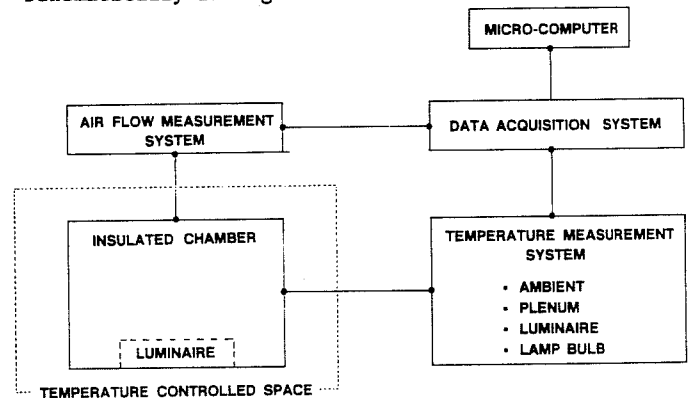 MICRO-COMPUTER
AIR FLOW MEASUREMENT
SYSTEM
DATA ACQUISITION SYSTEM
INSULATED CHAMBER
LUMINAIRE
TEMPERATURE CONTROLLED SPACE
TEMPERATURE MEASUREMENT
SYSTEM
• AMBIENT
• PLENUM
• LUMINAIRE
• LAMP BULB